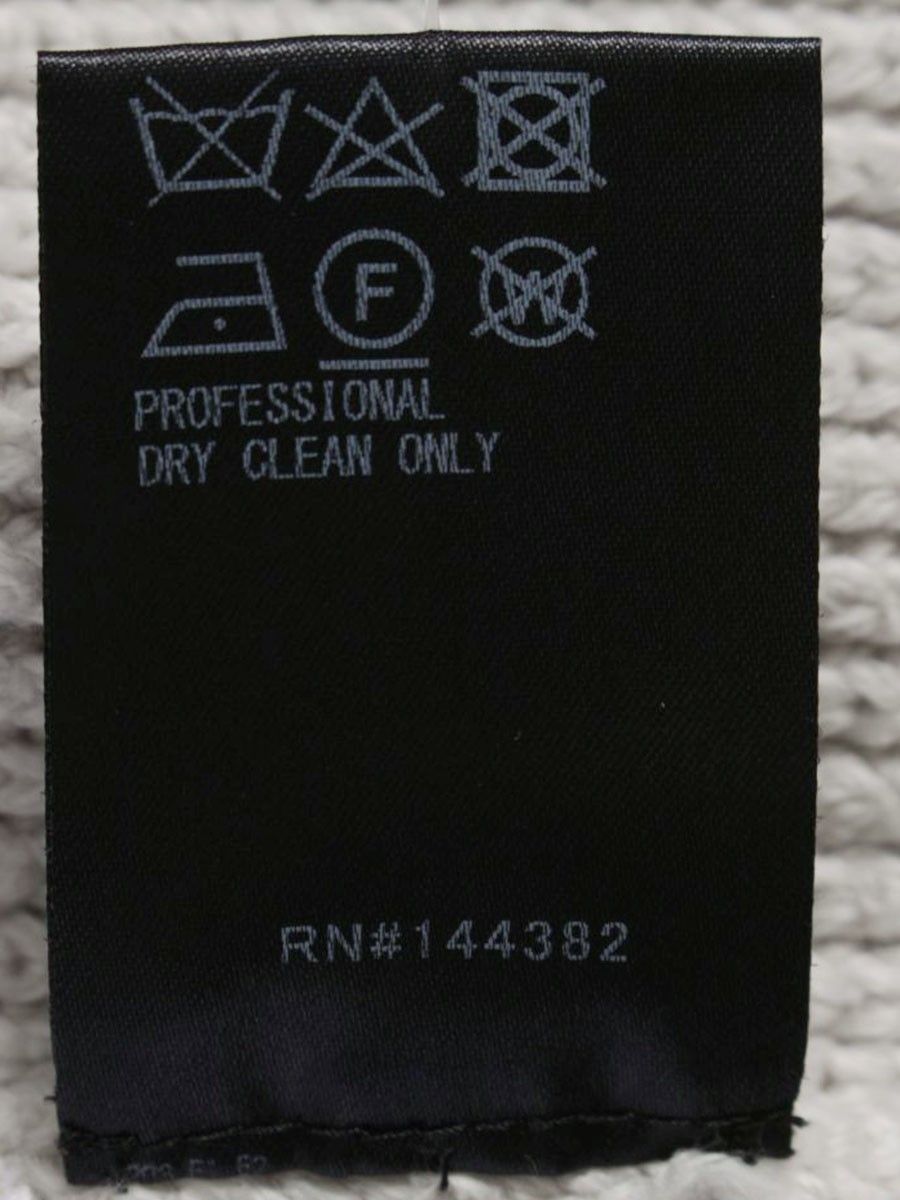 F W
PROFESSIONAL
DRY CLEAN ONLY
RN#144382